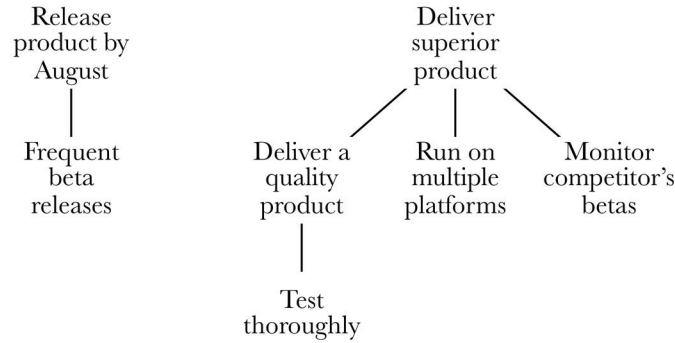 Release
product by
August
Deliver
superior
product
Frequent
beta
releases
Deliver a
quality
product
Run on
multiple
platforms
Monitor
competitor’s
betas
Test
thoroughly